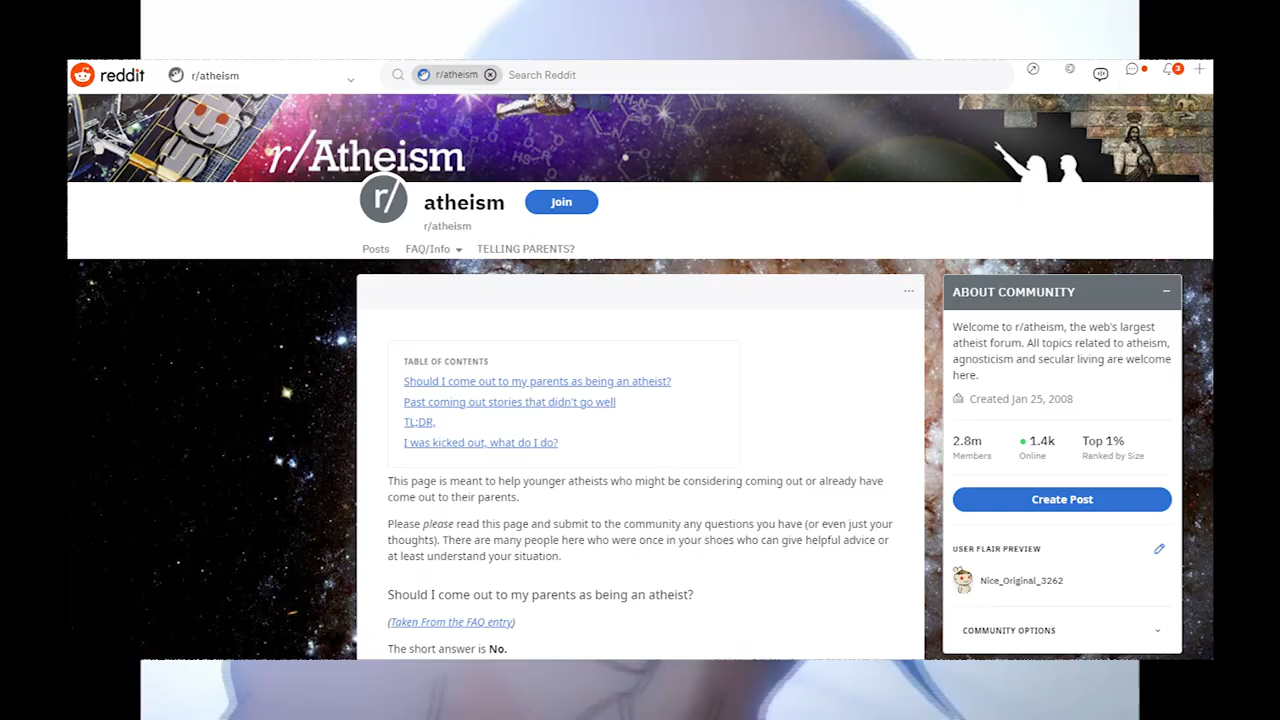 reddit r/atheism r/atheism Search Reddit 3
r/Atheism
r/ atheism Join
r/atheism
Posts FAQ/Info TELLING PARENTS?
TABLE OF CONTENTS
Should I come out to my parents as being an atheist?
Past coming out stories that didn't go well
TL;DR,
I was kicked out, what do I do?
This page is meant to help younger atheists who might be considering coming out or already have
come out to their parents.
Please please read this page and submit to the community any questions you have (or even just your
thoughts). There are many people here who were once in your shoes who can give helpful advice or
at least understand your situation.
Should I come out to my parents as being an atheist?
(Taken From the FAQ entry)
The short answer is No.
ABOUT COMMUNITY
Welcome to r/atheism, the web's largest
atheist forum. All topics related to atheism,
agnosticism and secular living are welcome
here.
Created Jan 25, 2008
2.8m 1.4k Top 1%
Members Online Ranked by Size
Create Post
USER FLAIR PREVIEW
Nice_Original_3262
COMMUNITY OPTIONS